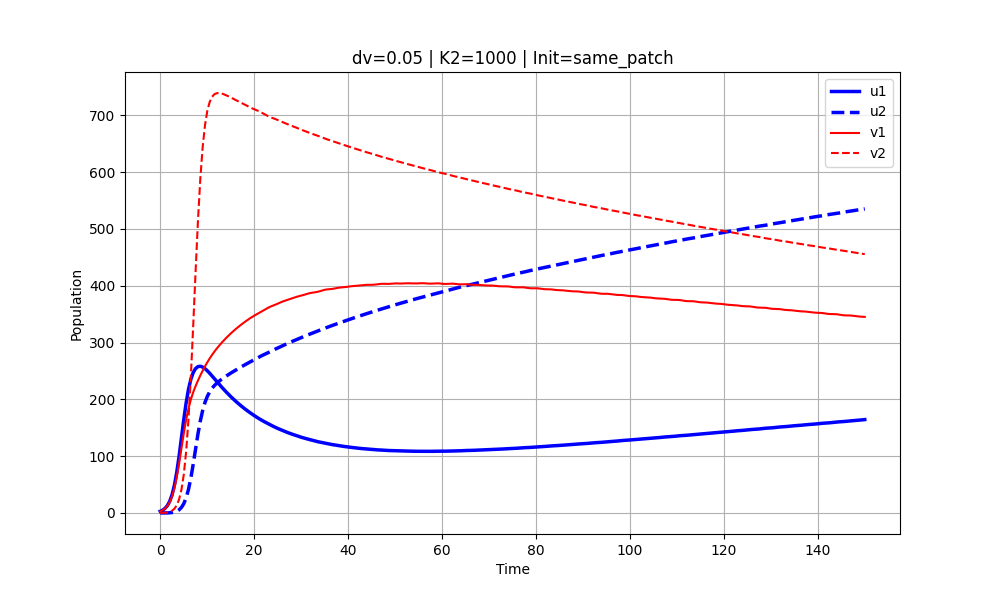 dv=0.05 | K2=1000 | Init=same_patch
Population
700
600
500
400
300
200
100
0
u1
u2
v1
v2
0 20 40 60 80 100 120 140
Time